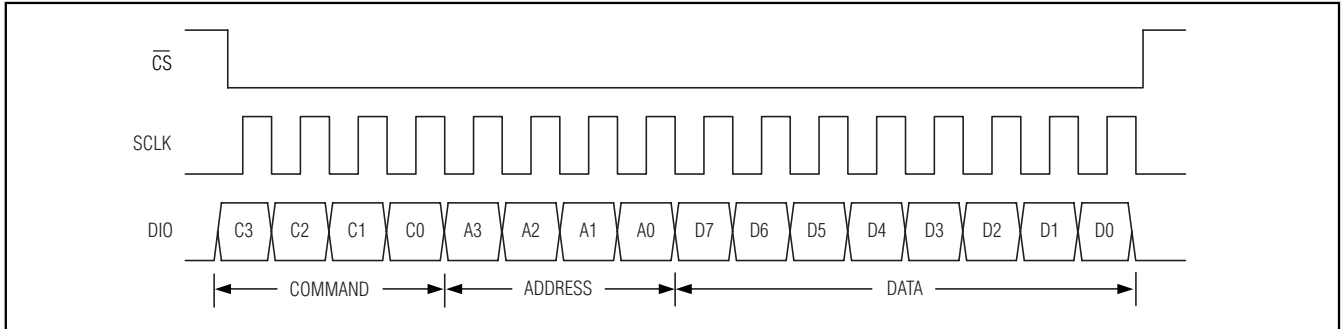 C̅S̅
SCLK
DIO C3 C2 C1 C0 A3 A2 A1 A0 D7 D6 D5 D4 D3 D2 D1 D0
COMMAND ADDRESS DATA